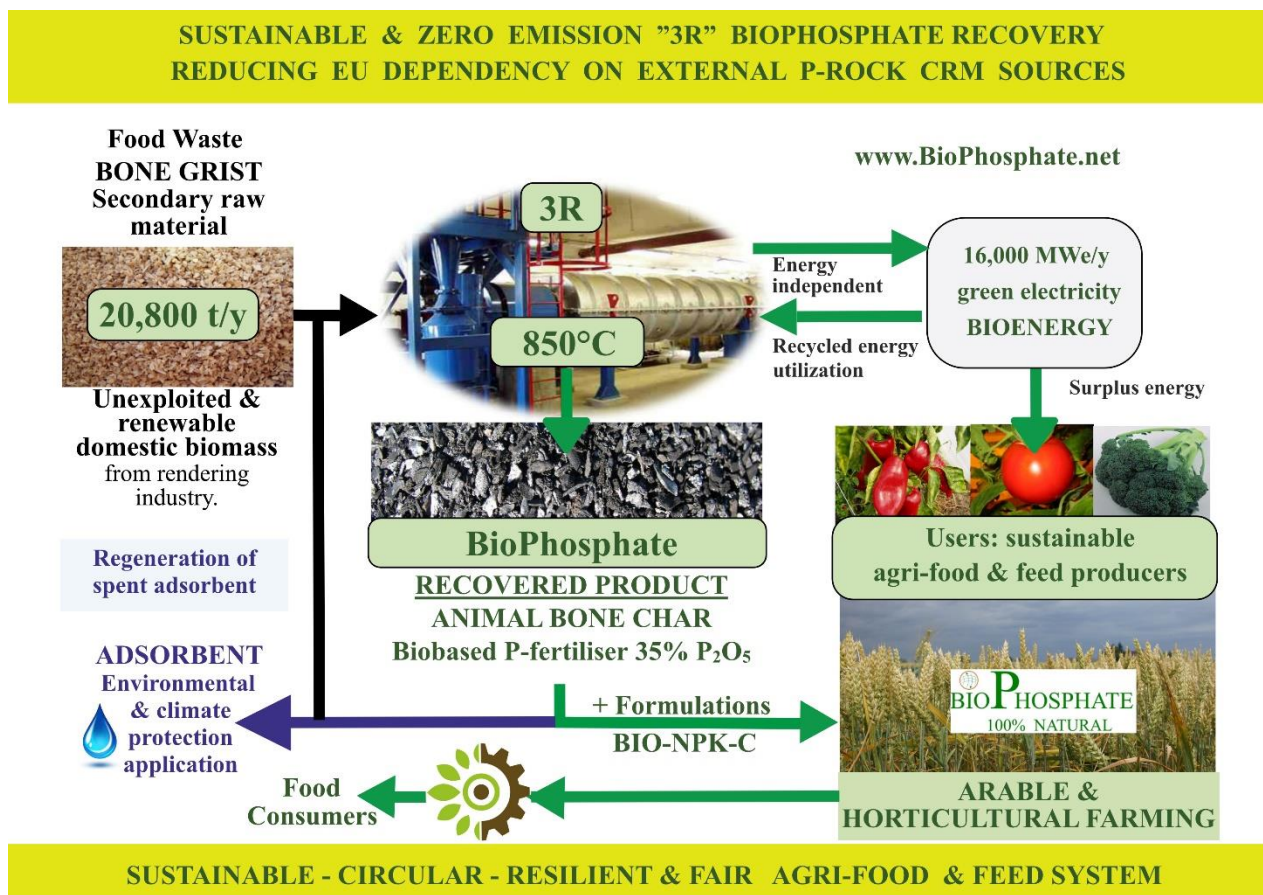 SUSTAINABLE & ZERO EMISSION ”3R” BIOPHOSPHATE RECOVERY
REDUCING EU DEPENDENCY ON EXTERNAL P-ROCK CRM SOURCES
Food Waste
BONE GRIST
Secondary raw
material
20,800 t/y
Unexploited &
renewable
domestic biomass
from rendering
industry.
Regeneration of
spent adsorbent
ADSORBENT
Environmental
& climate
protection
application
3R
850°C
BioPhosphate
RECOVERED PRODUCT
ANIMAL BONE CHAR
Biobased P-fertiliser 35% P₂O₅
+ Formulations
BIO-NPK-C
Food
Consumers
www.BioPhosphate.net
Energy
independent
Recycled energy
utilization
16,000 MWe/y
green electricity
BIOENERGY
Surplus energy
Users: sustainable
agri-food & feed producers
BIOPHOSPHATE
100% NATURAL
ARABLE &
HORTICULTURAL FARMING
SUSTAINABLE - CIRCULAR - RESILIENT & FAIR AGRI-FOOD & FEED SYSTEM